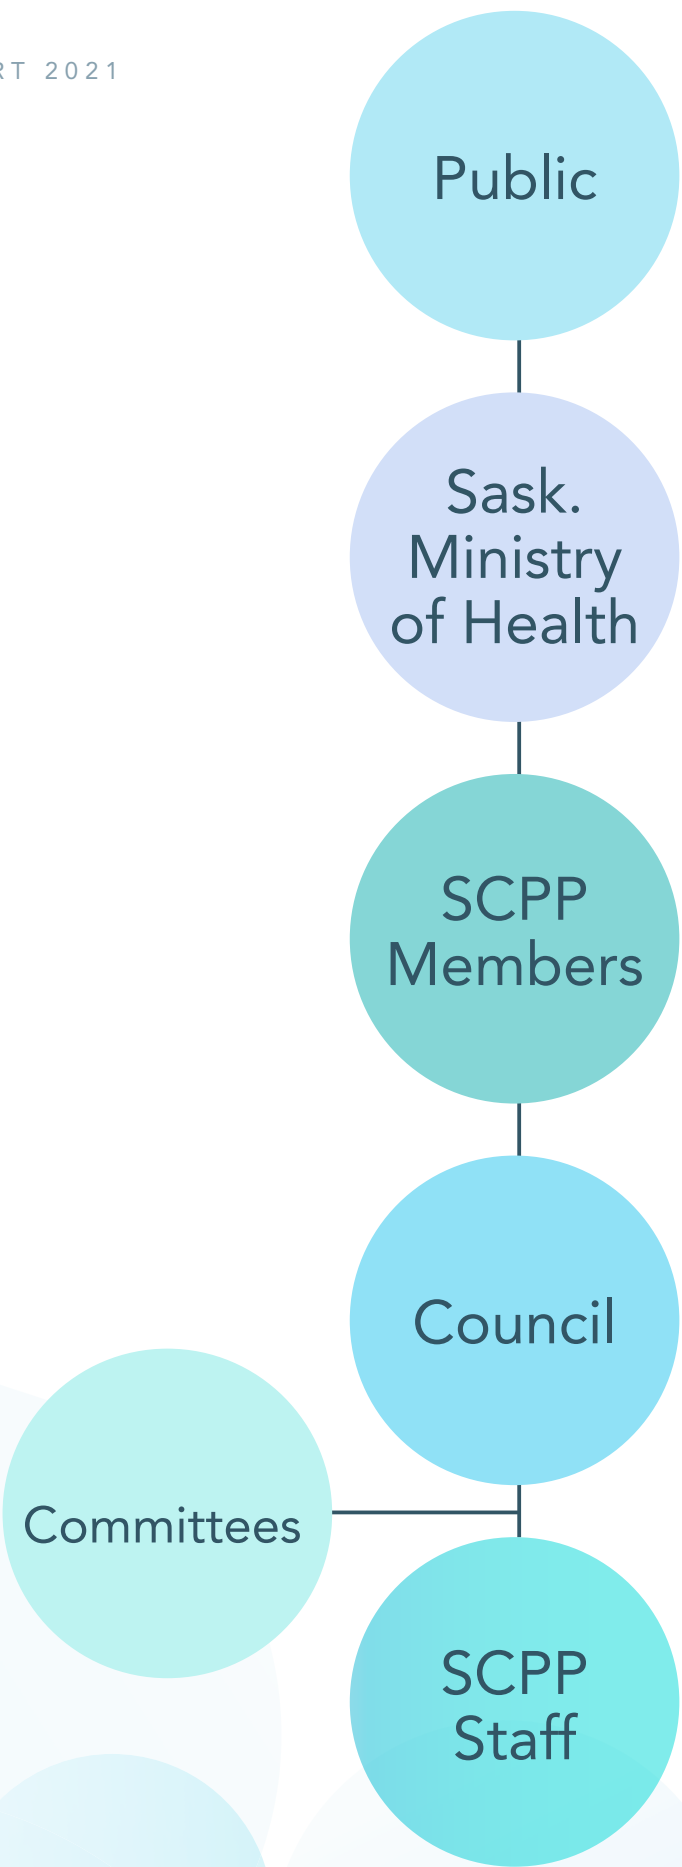 RT 2021
Public
Sask.
Ministry
of Health
SCPP
Members
Council
Committees
SCPP
Staff